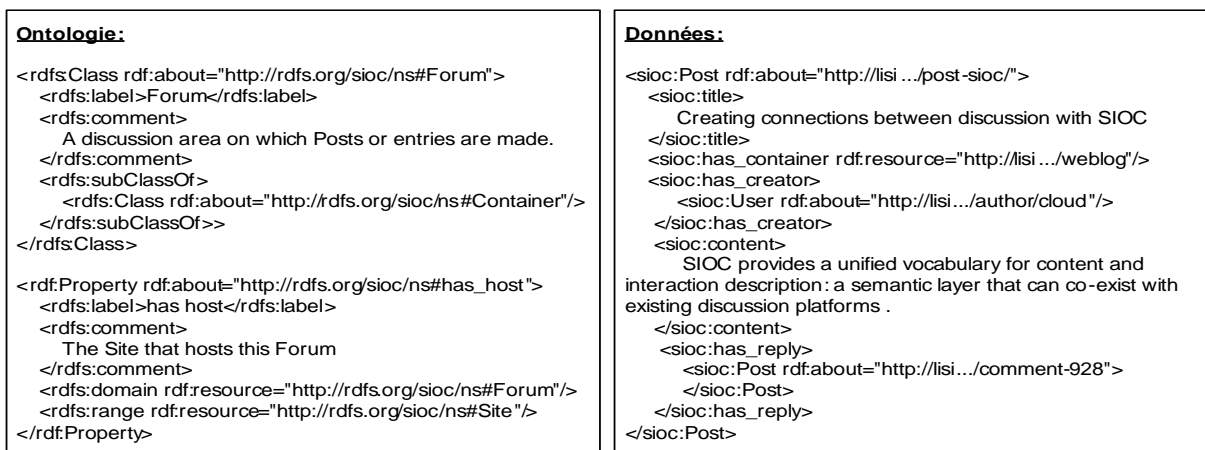 Ontologie:
<rdfs:Class rdf:about="http://rdfs.org/sioc/ns#Forum">
<rdfs:label>Forum</rdfs:label>
<rdfs:comment>
A discussion area on which Posts or entries are made.
</rdfs:comment>
<rdfs:subClassOf>
<rdfs:Class rdf:about="http://rdfs.org/sioc/ns#Container"/>
</rdfs:subClassOf>>
</rdfs:Class>
<rdf:Property rdf:about="http://rdfs.org/sioc/ns#has_host">
<rdfs:label>has host</rdfs:label>
<rdfs:comment>
The Site that hosts this Forum
</rdfs:comment>
<rdfs:domain rdf:resource="http://rdfs.org/sioc/ns#Forum"/>
<rdfs:range rdf:resource="http://rdfs.org/sioc/ns#Site"/>
</rdf:Property>
Données:
<sioc:Post rdf:about="http://lisi .../post-sioc/">
<sioc:title>
Creating connections between discussion with SIOC
</sioc:title>
<sioc:has_container rdf:resource="http://lisi .../weblog"/>
<sioc:has_creator>
<sioc:User rdf:about="http://lisi.../author/cloud"/>
</sioc:has_creator>
<sioc:content>
SIOC provides a unified vocabulary for content and
interaction description: a semantic layer that can co-exist with
existing discussion platforms .
</sioc:content>
<sioc:has_reply>
<sioc:Post rdf:about="http://lisi.../comment-928">
</sioc:Post>
</sioc:has_reply>
</sioc:Post>